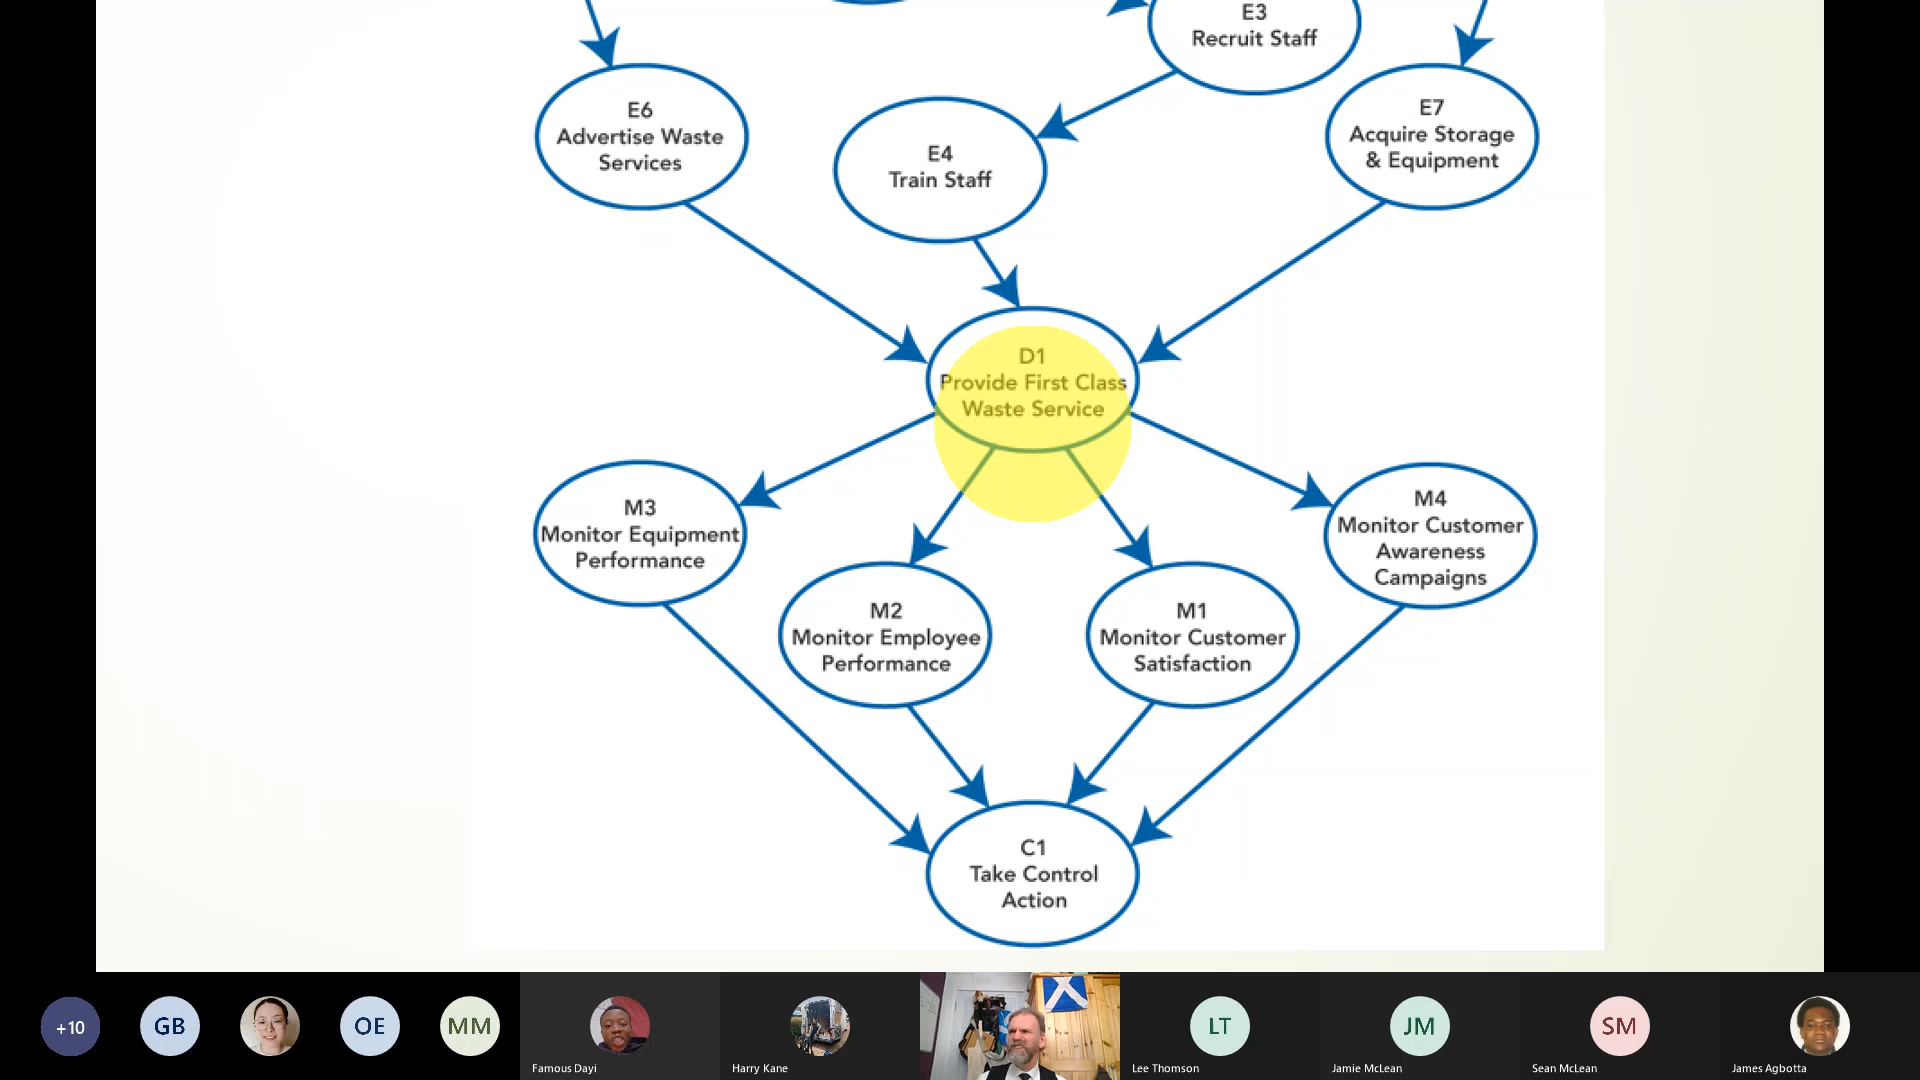 E3
Recruit Staff
E6
Advertise Waste
Services
E4
Train Staff
E7
Acquire Storage
& Equipment
D1
Provide First Class
Waste Service
M3
Monitor Equipment
Performance
M2
Monitor Employee
Performance
M1
Monitor Customer
Satisfaction
M4
Monitor Customer
Awareness
Campaigns
C1
Take Control
Action
+10
GB
OE
MM
Famous Dayi
Harry Kane
LT
Lee Thomson
JM
Jamie McLean
SM
Sean McLean
James Agbotta